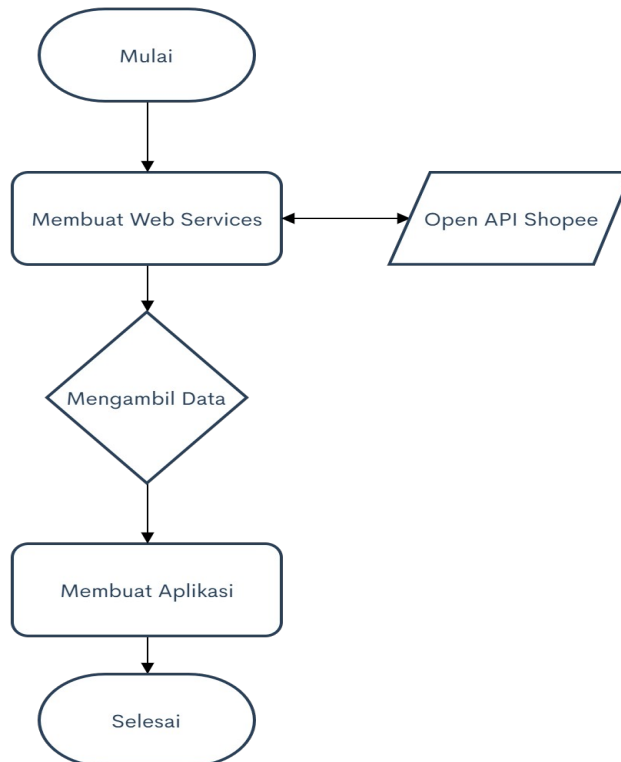 Mulai
Membuat Web Services
Open API Shopee
Mengambil Data
Membuat Aplikasi
Selesai